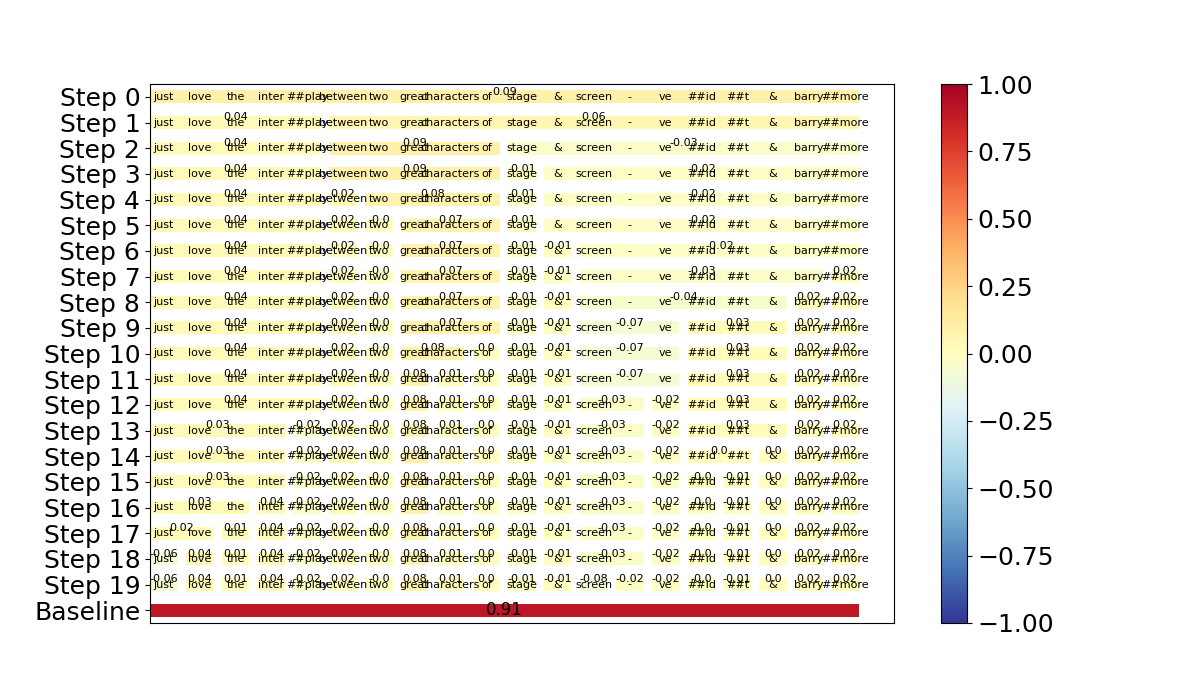 Step 0 just love the inter ##play between two great characters of stage & screen - ve ##id ##t & barry ##more 0.09
Step 1 just love the inter ##play between two great characters of stage & screen - ve ##id ##t & barry ##more 0.04 0.06
Step 2 just love the inter ##play between two great characters of stage & screen - ve ##id ##t & barry ##more 0.04 0.09 -0.03
Step 3 just love the inter ##play between two great characters of stage & screen - ve ##id ##t & barry ##more 0.04 0.09 -0.01 -0.02
Step 4 just love the inter ##play between two great characters of stage & screen - ve ##id ##t & barry ##more 0.04 -0.02 0.08 -0.01 -0.02
Step 5 just love the inter ##play between two great characters of stage & screen - ve ##id ##t & barry ##more 0.04 -0.02 -0.0 0.07 -0.01 -0.02
Step 6 just love the inter ##play between two great characters of stage & screen - ve ##id ##t & barry ##more 0.04 -0.02 -0.0 0.07 -0.01 -0.01 -0.02
Step 7 just love the inter ##play between two great characters of stage & screen - ve ##id ##t & barry ##more 0.04 -0.02 -0.0 0.07 -0.01 -0.01 -0.03 0.02
Step 8 just love the inter ##play between two great characters of stage & screen - ve ##id ##t & barry ##more 0.04 -0.02 -0.0 0.07 -0.01 -0.01 -0.04 0.02 0.02
Step 9 just love the inter ##play between two great characters of stage & screen - ve ##id ##t & barry ##more 0.04 -0.02 -0.0 0.07 -0.01 -0.01 -0.07 0.03 0.02 0.02
Step 10 just love the inter ##play between two great characters of stage & screen - ve ##id ##t & barry ##more 0.04 -0.02 -0.0 0.08 0.0 -0.01 -0.01 -0.07 0.03 0.02 0.02
Step 11 just love the inter ##play between two great characters of stage & screen - ve ##id ##t & barry ##more 0.04 -0.02 -0.0 0.08 0.01 0.0 -0.01 -0.01 -0.07 0.03 0.02 0.02
Step 12 just love the inter ##play between two great characters of stage & screen - ve ##id ##t & barry ##more 0.04 -0.02 -0.0 0.08 0.01 0.0 -0.01 -0.01 -0.03 -0.02 0.03 0.02 0.02
Step 13 just love the inter ##play between two great characters of stage & screen - ve ##id ##t & barry ##more 0.03 -0.02 -0.02 -0.0 0.08 0.01 0.0 -0.01 -0.01 -0.03 -0.02 0.03 0.02 0.02
Step 14 just love the inter ##play between two great characters of stage & screen - ve ##id ##t & barry ##more 0.03 -0.02 -0.02 -0.0 0.08 0.01 0.0 -0.01 -0.01 -0.03 -0.02 0.0 0.0 0.02 0.02
Step 15 just love the inter ##play between two great characters of stage & screen - ve ##id ##t & barry ##more 0.03 -0.02 -0.02 -0.0 0.08 0.01 0.0 -0.01 -0.01 -0.03 -0.02 -0.0 -0.01 0.0 0.02 0.02
Step 16 just love the inter ##play between two great characters of stage & screen - ve ##id ##t & barry ##more 0.03 0.04 -0.02 -0.02 -0.0 0.08 0.01 0.0 -0.01 -0.01 -0.03 -0.02 -0.0 -0.01 0.0 0.02 0.02
Step 17 just love the inter ##play between two great characters of stage & screen - ve ##id ##t & barry ##more 0.02 0.01 0.04 -0.02 -0.02 -0.0 0.08 0.01 0.0 -0.01 -0.01 -0.03 -0.02 -0.0 -0.01 0.0 0.02 0.02
Step 18 just love the inter ##play between two great characters of stage & screen - ve ##id ##t & barry ##more -0.06 0.04 0.01 0.04 -0.02 -0.02 -0.0 0.08 0.01 0.0 -0.01 -0.01 -0.03 -0.02 -0.0 -0.01 0.0 0.02 0.02
Step 19 just love the inter ##play between two great characters of stage & screen - ve ##id ##t & barry ##more -0.06 0.04 0.01 0.04 -0.02 -0.02 -0.0 0.08 0.01 0.0 -0.01 -0.01 -0.08 -0.02 -0.02 -0.0 -0.01 0.0 0.02 0.02
Baseline 0.91
1.00
0.75
0.50
0.25
0.00
−0.25
−0.50
−0.75
−1.00